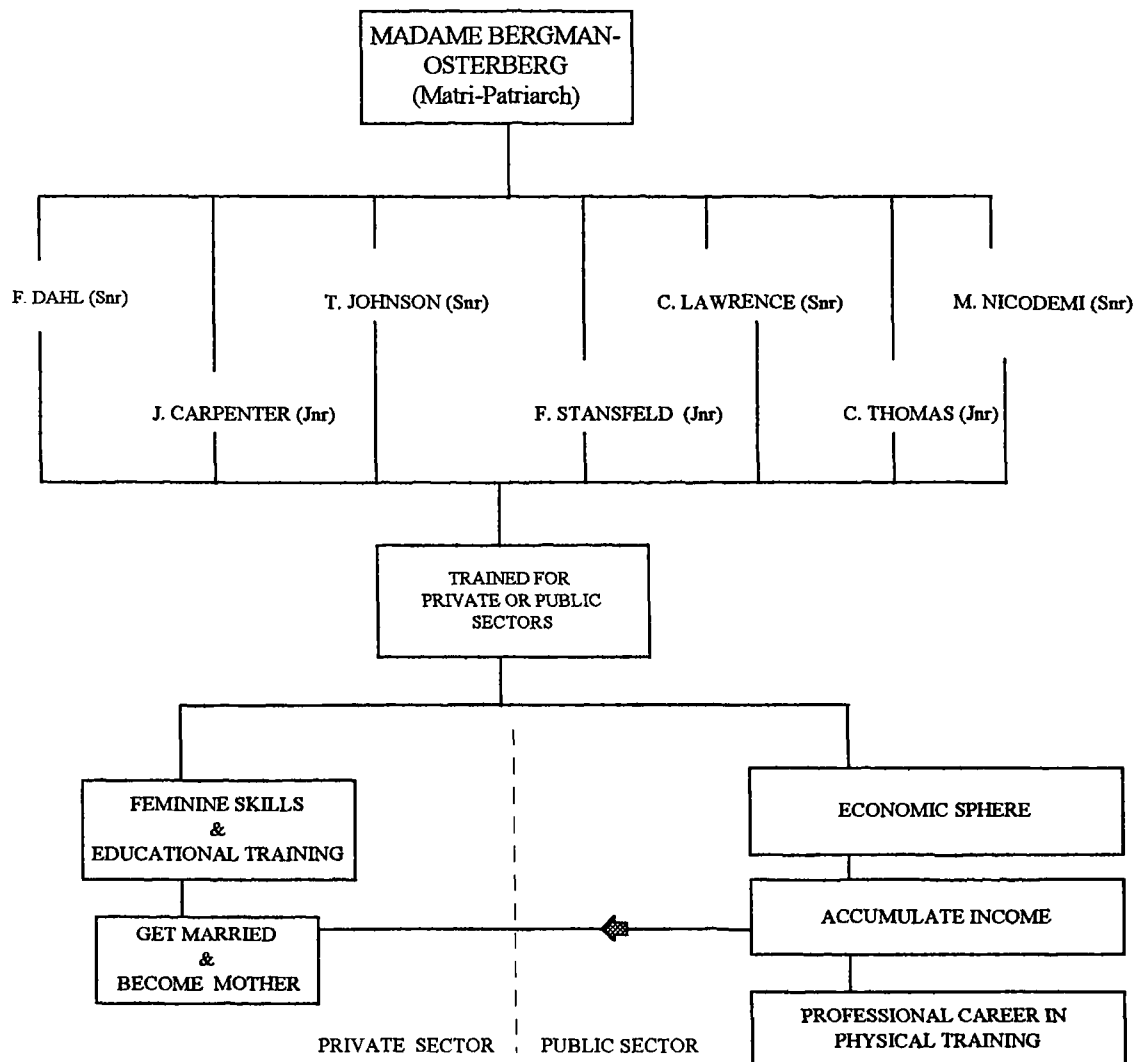 MADAME BERGMAN-
OSTERBERG
(Matri-Patriarch)
F. DAHL (Snr)
T. JOHNSON (Snr)
C. LAWRENCE (Snr)
M. NICODEMI (Snr)
J. CARPENTER (Jnr)
F. STANSFELD (Jnr)
C. THOMAS (Jnr)
TRAINED FOR
PRIVATE OR PUBLIC
SECTORS
FEMININE SKILLS
&
EDUCATIONAL TRAINING
ECONOMIC SPHERE
GET MARRIED
&
BECOME MOTHER
ACCUMULATE INCOME
PROFESSIONAL CAREER IN
PHYSICAL TRAINING
PRIVATE SECTOR
PUBLIC SECTOR